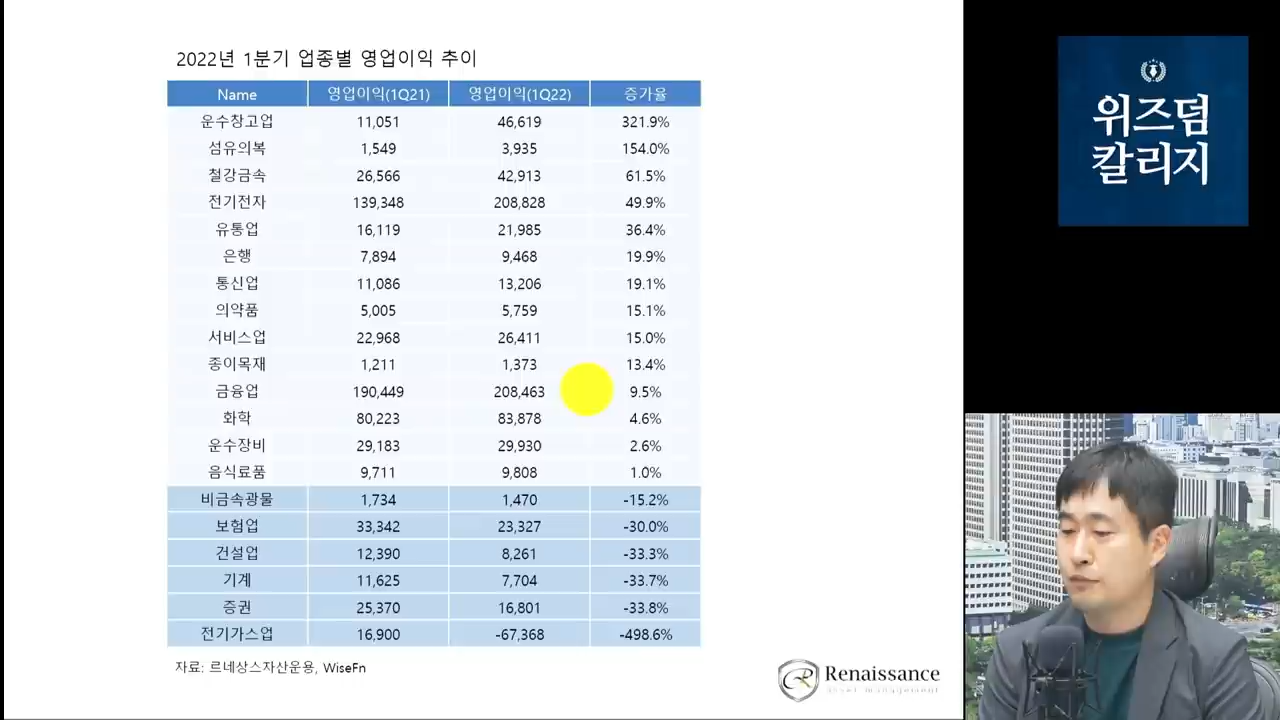 2022년 1분기 업종별 영업이익 추이
Name 영업이익(1Q21) 영업이익(1Q22) 증가율
운수창고업 11,051 46,619 321.9%
섬유의복 1,549 3,935 154.0%
철강금속 26,566 42,913 61.5%
전기전자 139,348 208,828 49.9%
유통업 16,119 21,985 36.4%
은행 7,894 9,468 19.9%
통신업 11,086 13,206 19.1%
의약품 5,005 5,759 15.1%
서비스업 22,968 26,411 15.0%
종이목재 1,211 1,373 13.4%
금융업 190,449 208,463 9.5%
화학 80,223 83,878 4.6%
운수장비 29,183 29,930 2.6%
음식료품 9,711 9,808 1.0%
비금속광물 1,734 1,470 -15.2%
보험업 33,342 23,327 -30.0%
건설업 12,390 8,261 -33.3%
기계 11,625 7,704 -33.7%
증권 25,370 16,801 -33.8%
전기가스업 16,900 -67,368 -498.6%
자료: 르네상스자산운용, WiseFn
Renaissance
asset management
위즈덤
칼리지